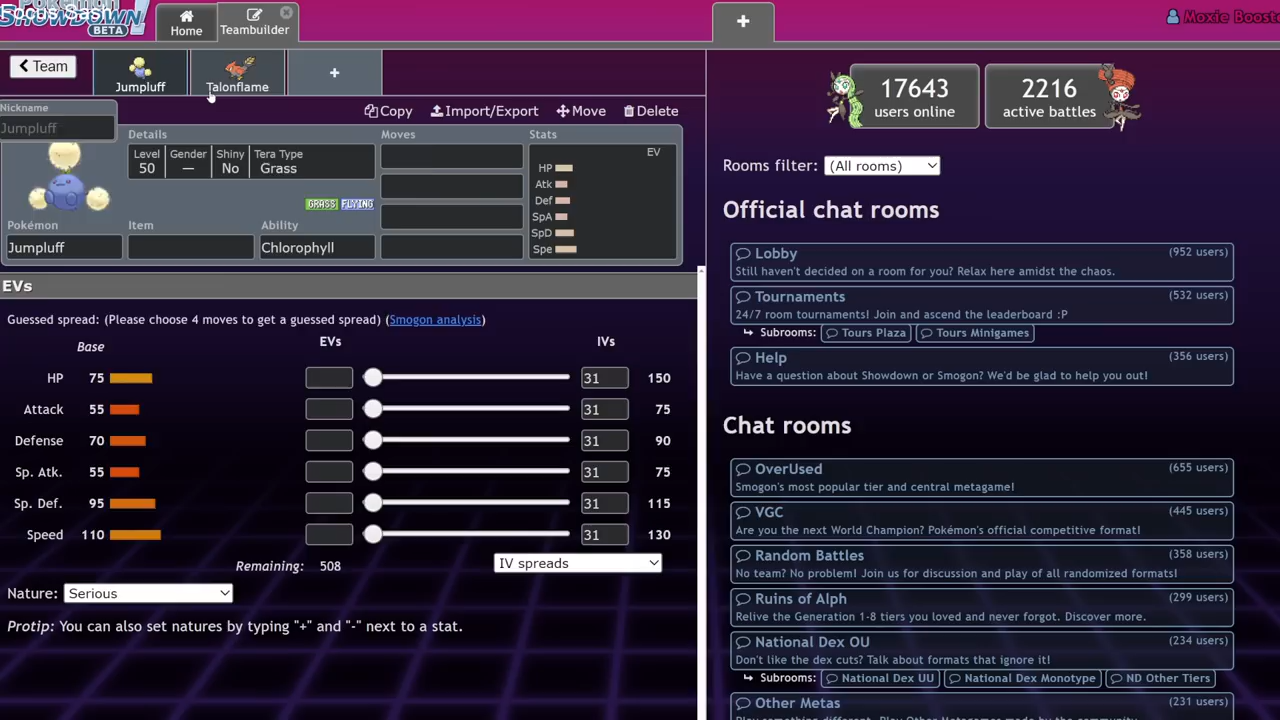 Focus Sash
POKÉMON SHOWDOWN! BETA
Home
Teambuilder
+
Moxie Boost
Team
Jumpluff
Talonflame
+
17643
users online
2216
active battles
Nickname
Jumpluff
Copy Import/Export Move Delete
Details
Moves
Stats
Level
50
Gender
—
Shiny
No
Tera Type
Grass
EV
HP
Atk
Def
SpA
SpD
Spe
GRASS FLYING
Pokémon
Jumpluff
Item
Ability
Chlorophyll
EVs
Guessed spread: (Please choose 4 moves to get a guessed spread) (Smogon analysis)
Base EVs IVs
HP 75 31 150
Attack 55 31 75
Defense 70 31 90
Sp. Atk. 55 31 75
Sp. Def. 95 31 115
Speed 110 31 130
Remaining: 508
IV spreads
Nature: Serious
Protip: You can also set natures by typing "+" and "-" next to a stat.
Rooms filter: (All rooms)
Official chat rooms
Lobby (952 users)
Still haven't decided on a room for you? Relax here amidst the chaos.
Tournaments (532 users)
24/7 room tournaments! Join and ascend the leaderboard :P
Subrooms: Tours Plaza Tours Minigames
Help (356 users)
Have a question about Showdown or Smogon? We'd be glad to help you out!
Chat rooms
OverUsed (655 users)
Smogon's most popular tier and central metagame!
VGC (445 users)
Are you the next World Champion? Pokémon's official competitive format!
Random Battles (358 users)
No team? No problem! Join us for discussion and play of all randomized formats!
Ruins of Alph (299 users)
Relive the Generation 1-8 tiers you loved and never forgot. Discover more.
National Dex OU (234 users)
Don't like the dex cuts? Talk about formats that ignore it!
Subrooms: National Dex UU National Dex Monotype ND Other Tiers
Other Metas (231 users)